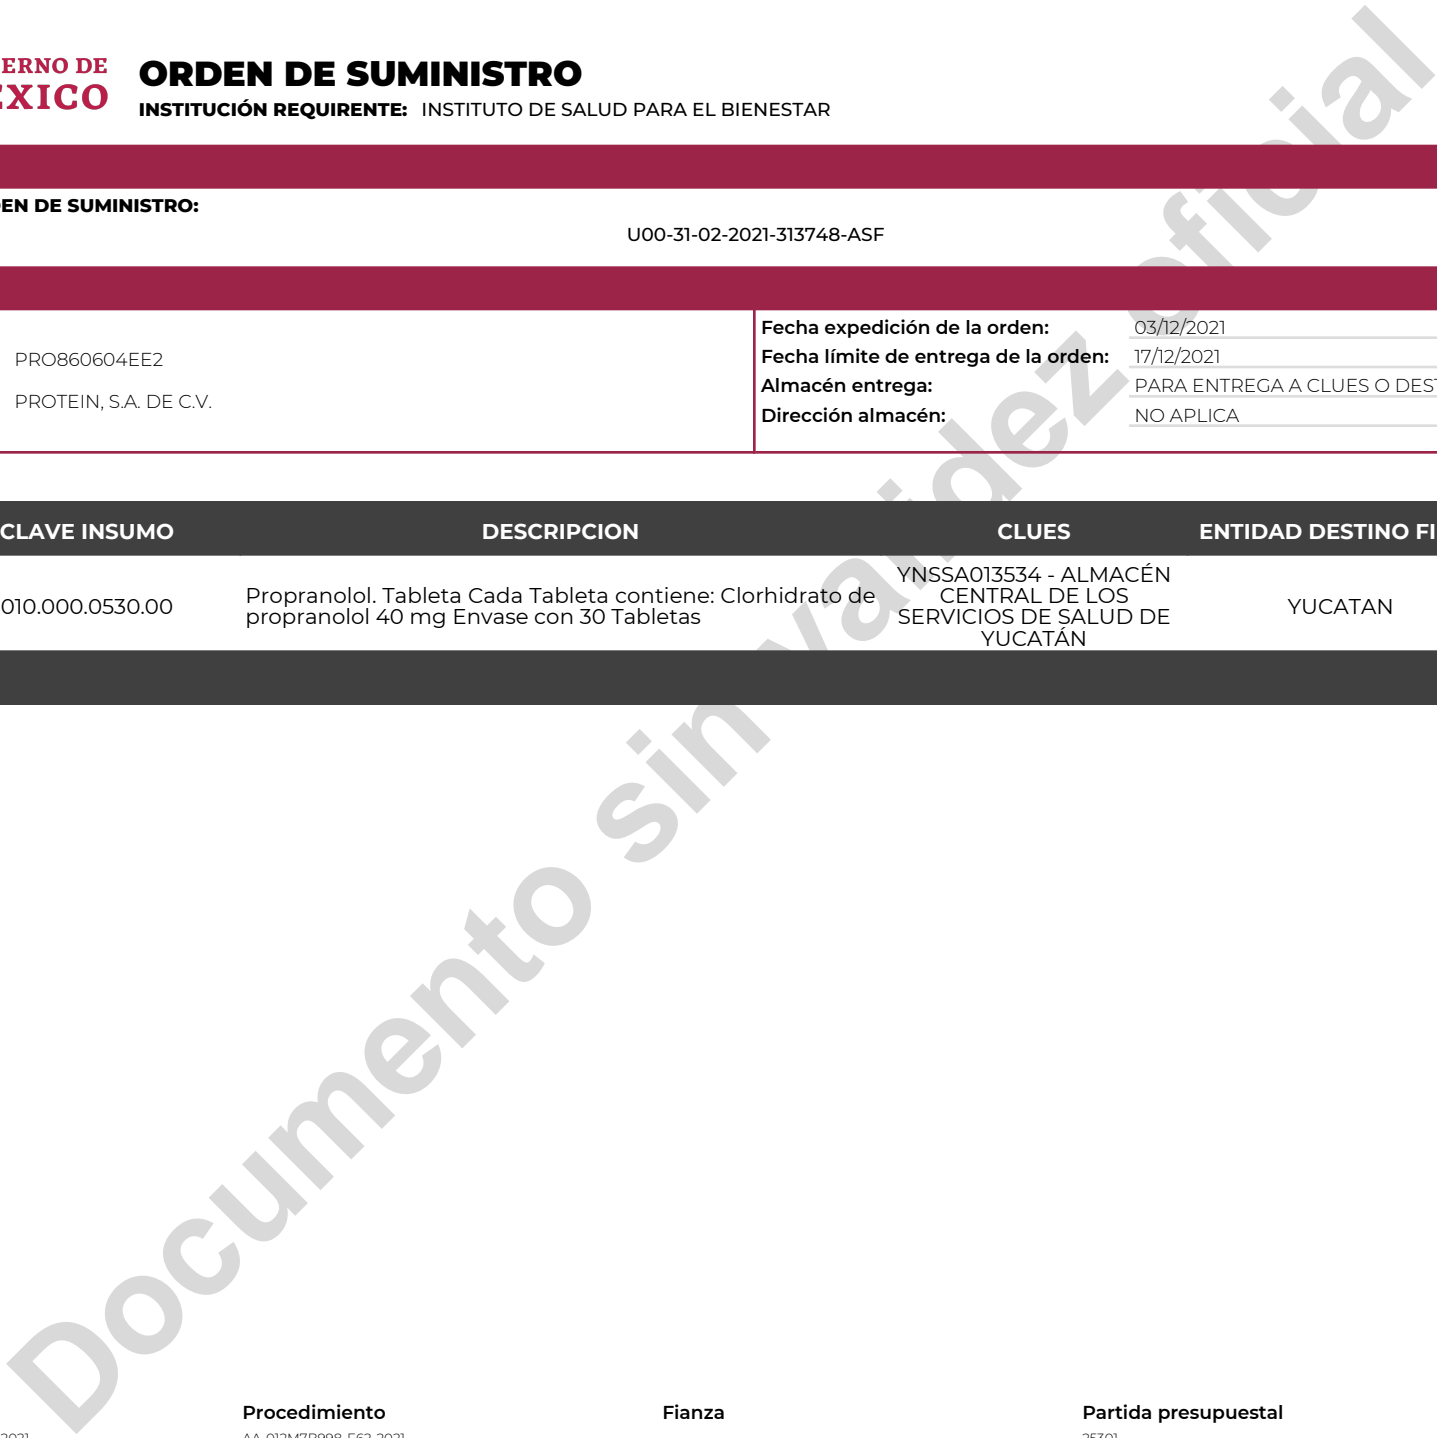 ERNO DE
EXICO
ORDEN DE SUMINISTRO
INSTITUCIÓN REQUIRENTE: INSTITUTO DE SALUD PARA EL BIENESTAR
EN DE SUMINISTRO:
U00-31-02-2021-313748-ASF
PRO860604EE2
PROTEIN, S.A. DE C.V.
Fecha expedición de la orden: 03/12/2021
Fecha límite de entrega de la orden: 17/12/2021
Almacén entrega: PARA ENTREGA A CLUES O DEST
Dirección almacén: NO APLICA
CLAVE INSUMO DESCRIPCION CLUES ENTIDAD DESTINO FI
010.000.0530.00
Propranolol. Tableta Cada Tableta contiene: Clorhidrato de
propranolol 40 mg Envase con 30 Tabletas
YNSSA013534 - ALMACÉN
CENTRAL DE LOS
SERVICIOS DE SALUD DE
YUCATÁN
YUCATAN
Documento sin validez oficial
Procedimiento Fianza Partida presupuestal